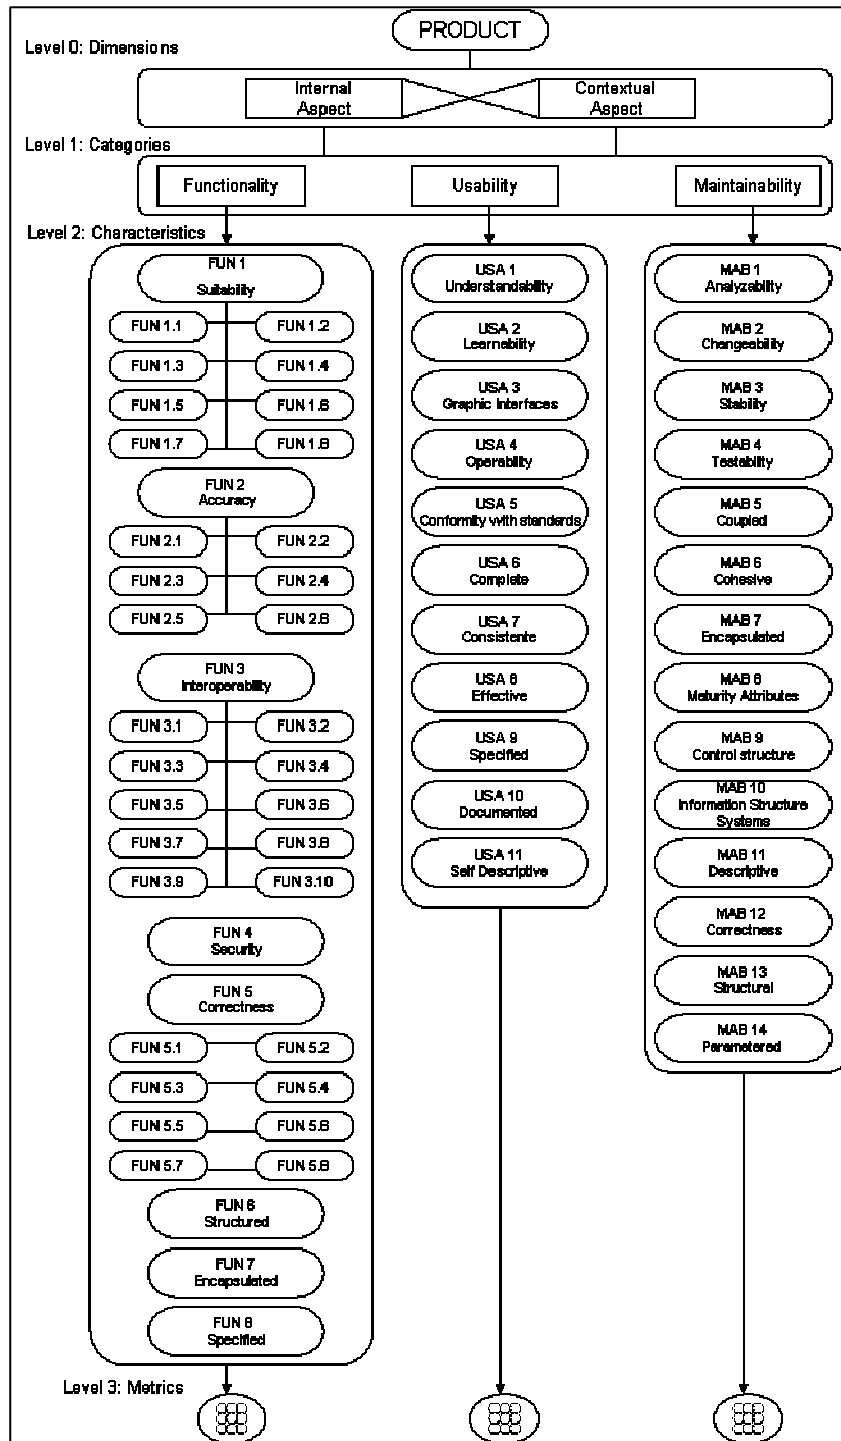 PRODUCT
Level 0: Dimensions
Internal
Aspect
Contextual
Aspect
Level 1: Categories
Functionality
Usability
Maintainability
Level 2: Characteristics
FUN 1
Suitability
FUN 1.1
FUN 1.2
FUN 1.3
FUN 1.4
FUN 1.5
FUN 1.6
FUN 1.7
FUN 1.8
FUN 2
Accuracy
FUN 2.1
FUN 2.2
FUN 2.3
FUN 2.4
FUN 2.5
FUN 2.6
FUN 3
Interoperability
FUN 3.1
FUN 3.2
FUN 3.3
FUN 3.4
FUN 3.5
FUN 3.6
FUN 3.7
FUN 3.8
FUN 3.9
FUN 3.10
FUN 4
Security
FUN 5
Correctness
FUN 5.1
FUN 5.2
FUN 5.3
FUN 5.4
FUN 5.5
FUN 5.6
FUN 5.7
FUN 5.8
FUN 6
Structured
FUN 7
Encapsulated
FUN 8
Specified
USA 1
Understandability
USA 2
Learnability
USA 3
Graphic Interfaces
USA 4
Operability
USA 5
Conformity with standards
USA 6
Complete
USA 7
Consistente
USA 8
Effective
USA 9
Specified
USA 10
Documented
USA 11
Self Descriptive
MAB 1
Analyzability
MAB 2
Changeability
MAB 3
Stability
MAB 4
Testability
MAB 5
Coupled
MAB 6
Cohesive
MAB 7
Encapsulated
MAB 8
Maturity Attributes
MAB 9
Control structure
MAB 10
Information Structure
Systems
MAB 11
Descriptive
MAB 12
Correctness
MAB 13
Structural
MAB 14
Parametered
Level 3: Metrics